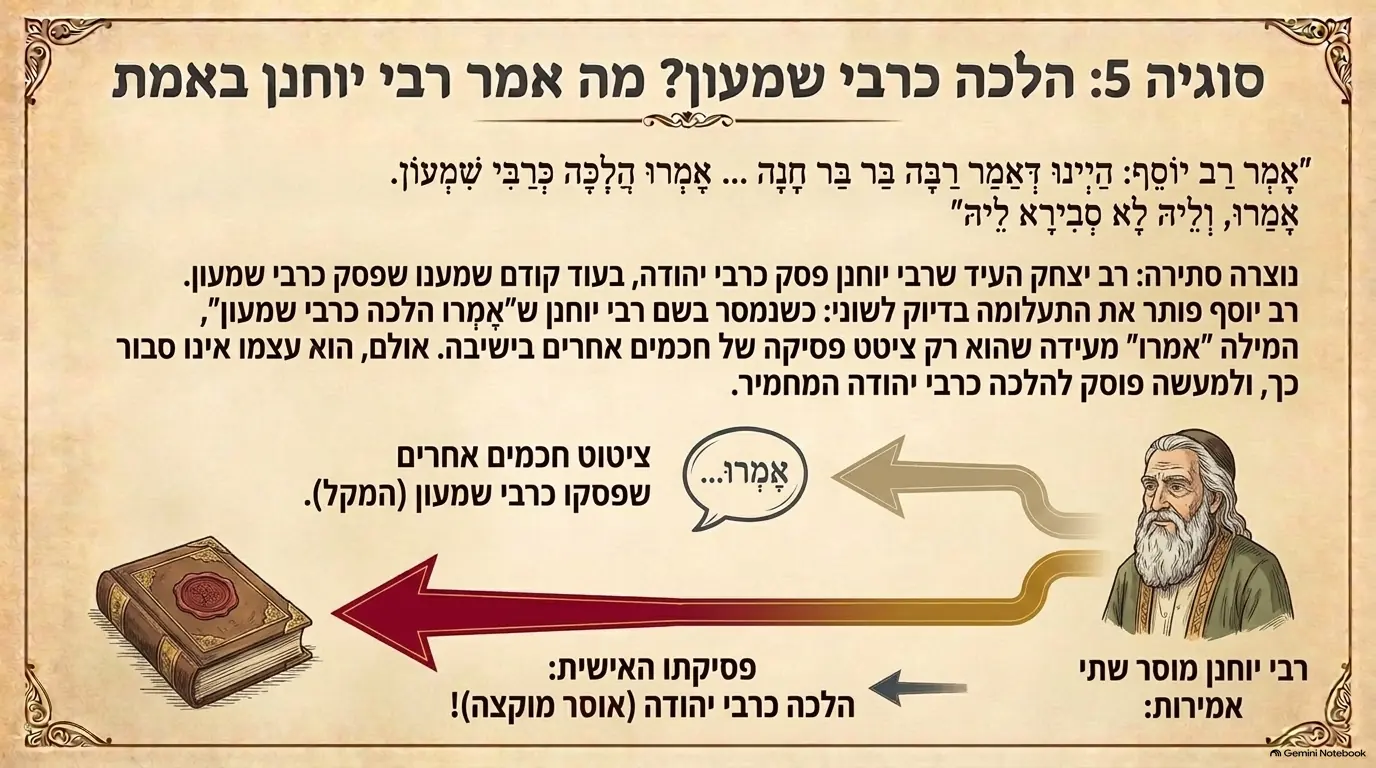 סוגיה 5: הלכה כרבי שמעון? מה אמר רבי יוחנן באמת
"אָמַר רַב יוֹסֵף: הַיְינוּ דְּאַמַר רַבָּה בַּר בַּר חָנָה ... אָמְרוּ הֲלָכָה כְּרַבִּי שִׁמְעוֹן.
אָמַרוּ, וְלֵיהּ לָא סְבִירָא לֵיהּ"
נוצרה סתירה: רב יצחק העיד שרבי יוחנן פסק כרבי יהודה, בעוד קודם שמענו שפסק כרבי שמעון.
רב יוסף פותר את התעלומה בדיוק לשוני: כשנמסר בשם רבי יוחנן ש"אָמְרו הלכה כרבי שמעון",
המילה "אמרו" מעידה שהוא רק ציטט פסיקה של חכמים אחרים בישיבה. אולם, הוא עצמו אינו סבור
כך, ולמעשה פוסק להלכה כרבי יהודה המחמיר.
אָמְרוּ...
ציטוט חכמים אחרים
שפסקו כרבי שמעון (המקל).
רבי יוחנן מוסר שתי
אמירות:
פסיקתו האישית:
הלכה כרבי יהודה (אוסר מוקצה)!
Gemini Notebook